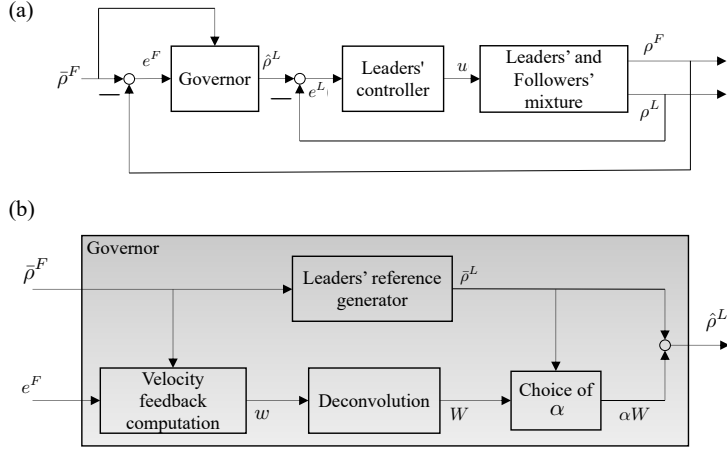 (a)
ρ̄^F
e^F
Governor
ρ̂^L
e^L
Leaders'
controller
u
Leaders' and
Followers'
mixture
ρ^F
ρ^L
(b)
Governor
ρ̄^F
Leaders' reference
generator
ρ̄^L
ρ̂^L
e^F
Velocity
feedback
computation
w
Deconvolution
W
Choice of
α
αW